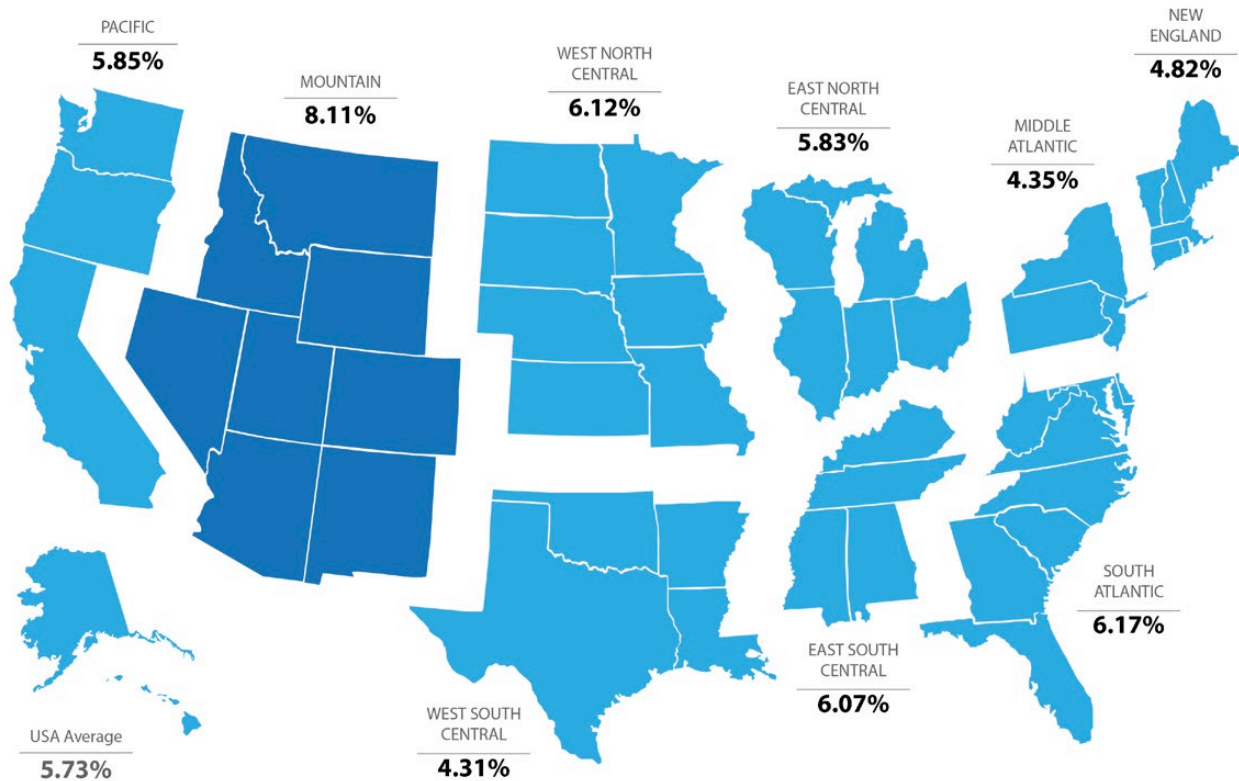 PACIFIC
5.85%
MOUNTAIN
8.11%
WEST NORTH
CENTRAL
6.12%
EAST NORTH
CENTRAL
5.83%
MIDDLE
ATLANTIC
4.35%
NEW
ENGLAND
4.82%
SOUTH
ATLANTIC
6.17%
EAST SOUTH
CENTRAL
6.07%
WEST SOUTH
CENTRAL
4.31%
USA Average
5.73%